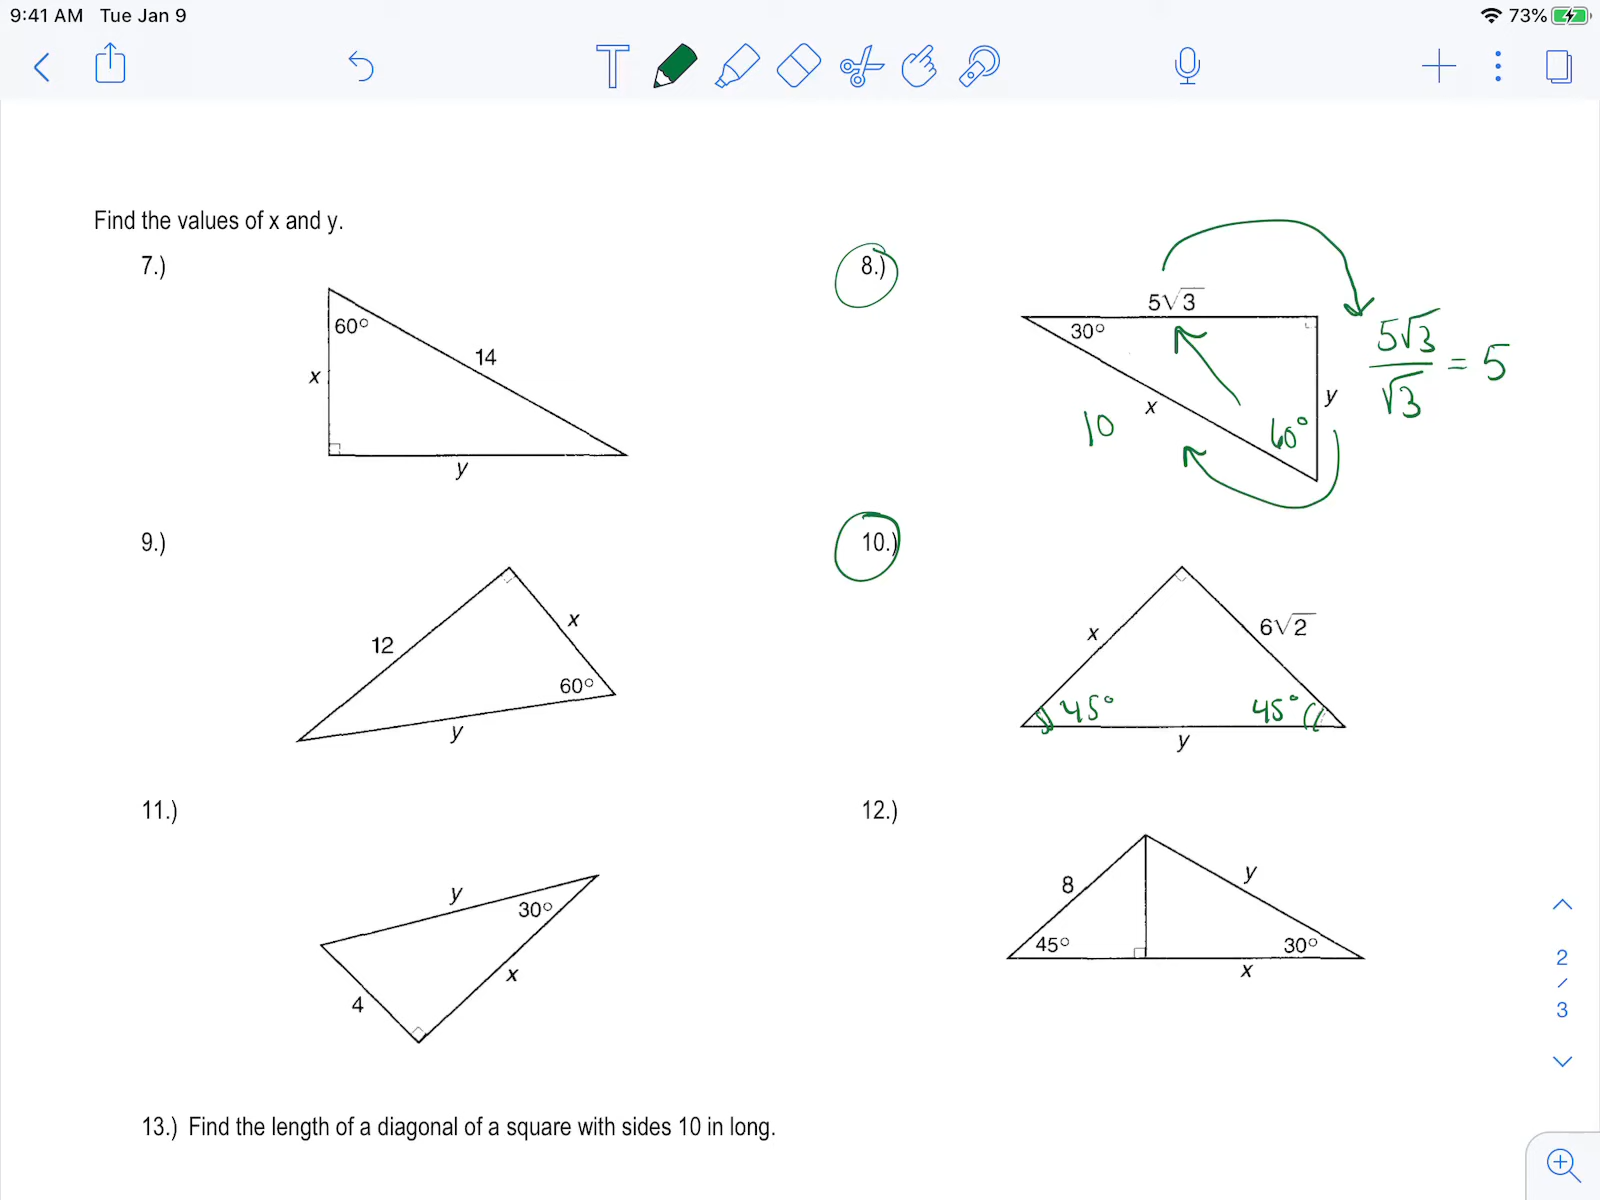 9:41 AM Tue Jan 9
73%
T
Find the values of x and y.
7.)
60°
x
14
y
8.)
5√3
30°
x
y
10
60°
5√3
√3
= 5
9.)
12
x
60°
y
10.)
x
6√2
45°
45°
y
11.)
y
30°
x
4
12.)
8
y
45°
30°
x
2
/
3
13.) Find the length of a diagonal of a square with sides 10 in long.